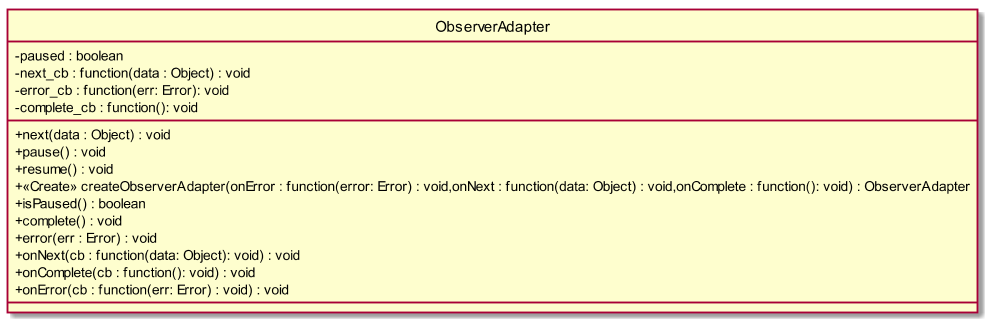 ObserverAdapter
-paused : boolean
-next_cb : function(data : Object) : void
-error_cb : function(err: Error): void
-complete_cb : function(): void
+next(data : Object) : void
+pause() : void
+resume() : void
+«Create» createObserverAdapter(onError : function(error: Error) : void,onNext : function(data: Object) : void,onComplete : function(): void) : ObserverAdapter
+isPaused() : boolean
+complete() : void
+error(err : Error) : void
+onNext(cb : function(data: Object): void) : void
+onComplete(cb : function(): void) : void
+onError(cb : function(err: Error) : void) : void